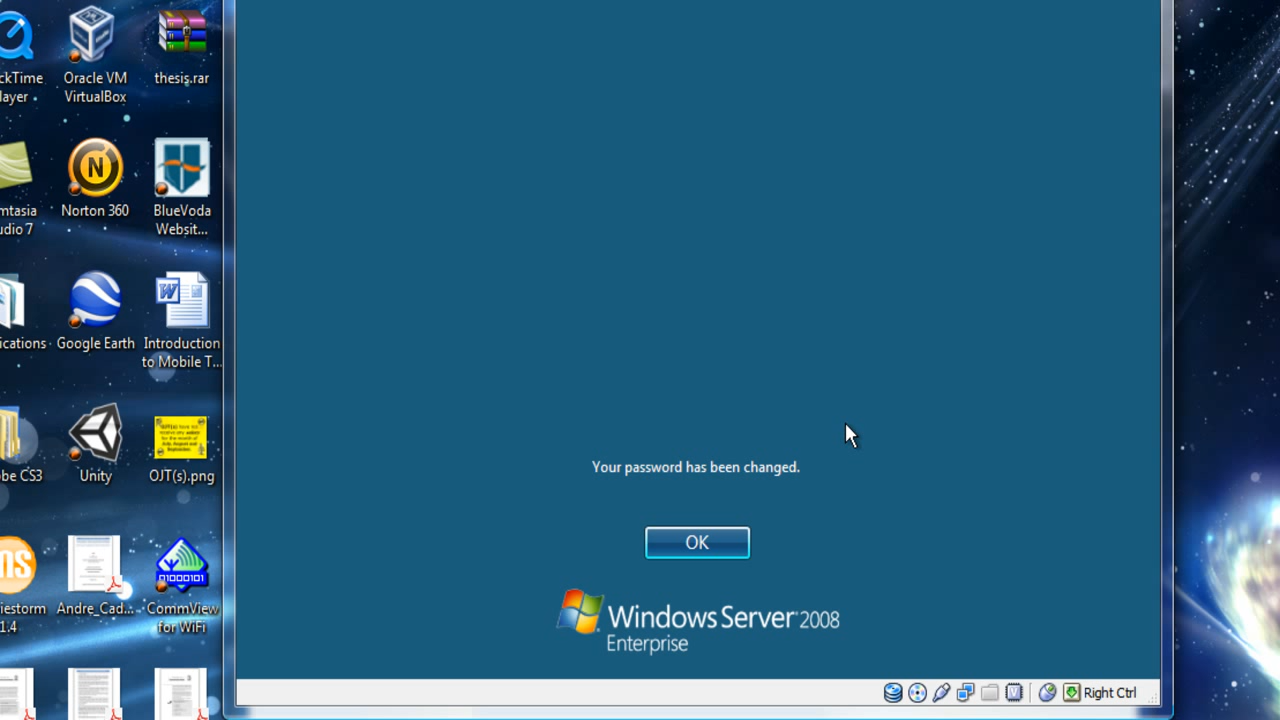 ckTime
layer
Oracle VM
VirtualBox
thesis.rar
mtasia
udio 7
N
Norton 360
BlueVoda
Websit...
ications
Google Earth
W
Introduction
to Mobile T...
be CS3
Unity
OJT(s).png
ns
iestorm
1.4
Andre_Cad...
01000101
CommView
for WiFi
Your password has been changed.
OK
Windows Server 2008
Enterprise
V
Right Ctrl